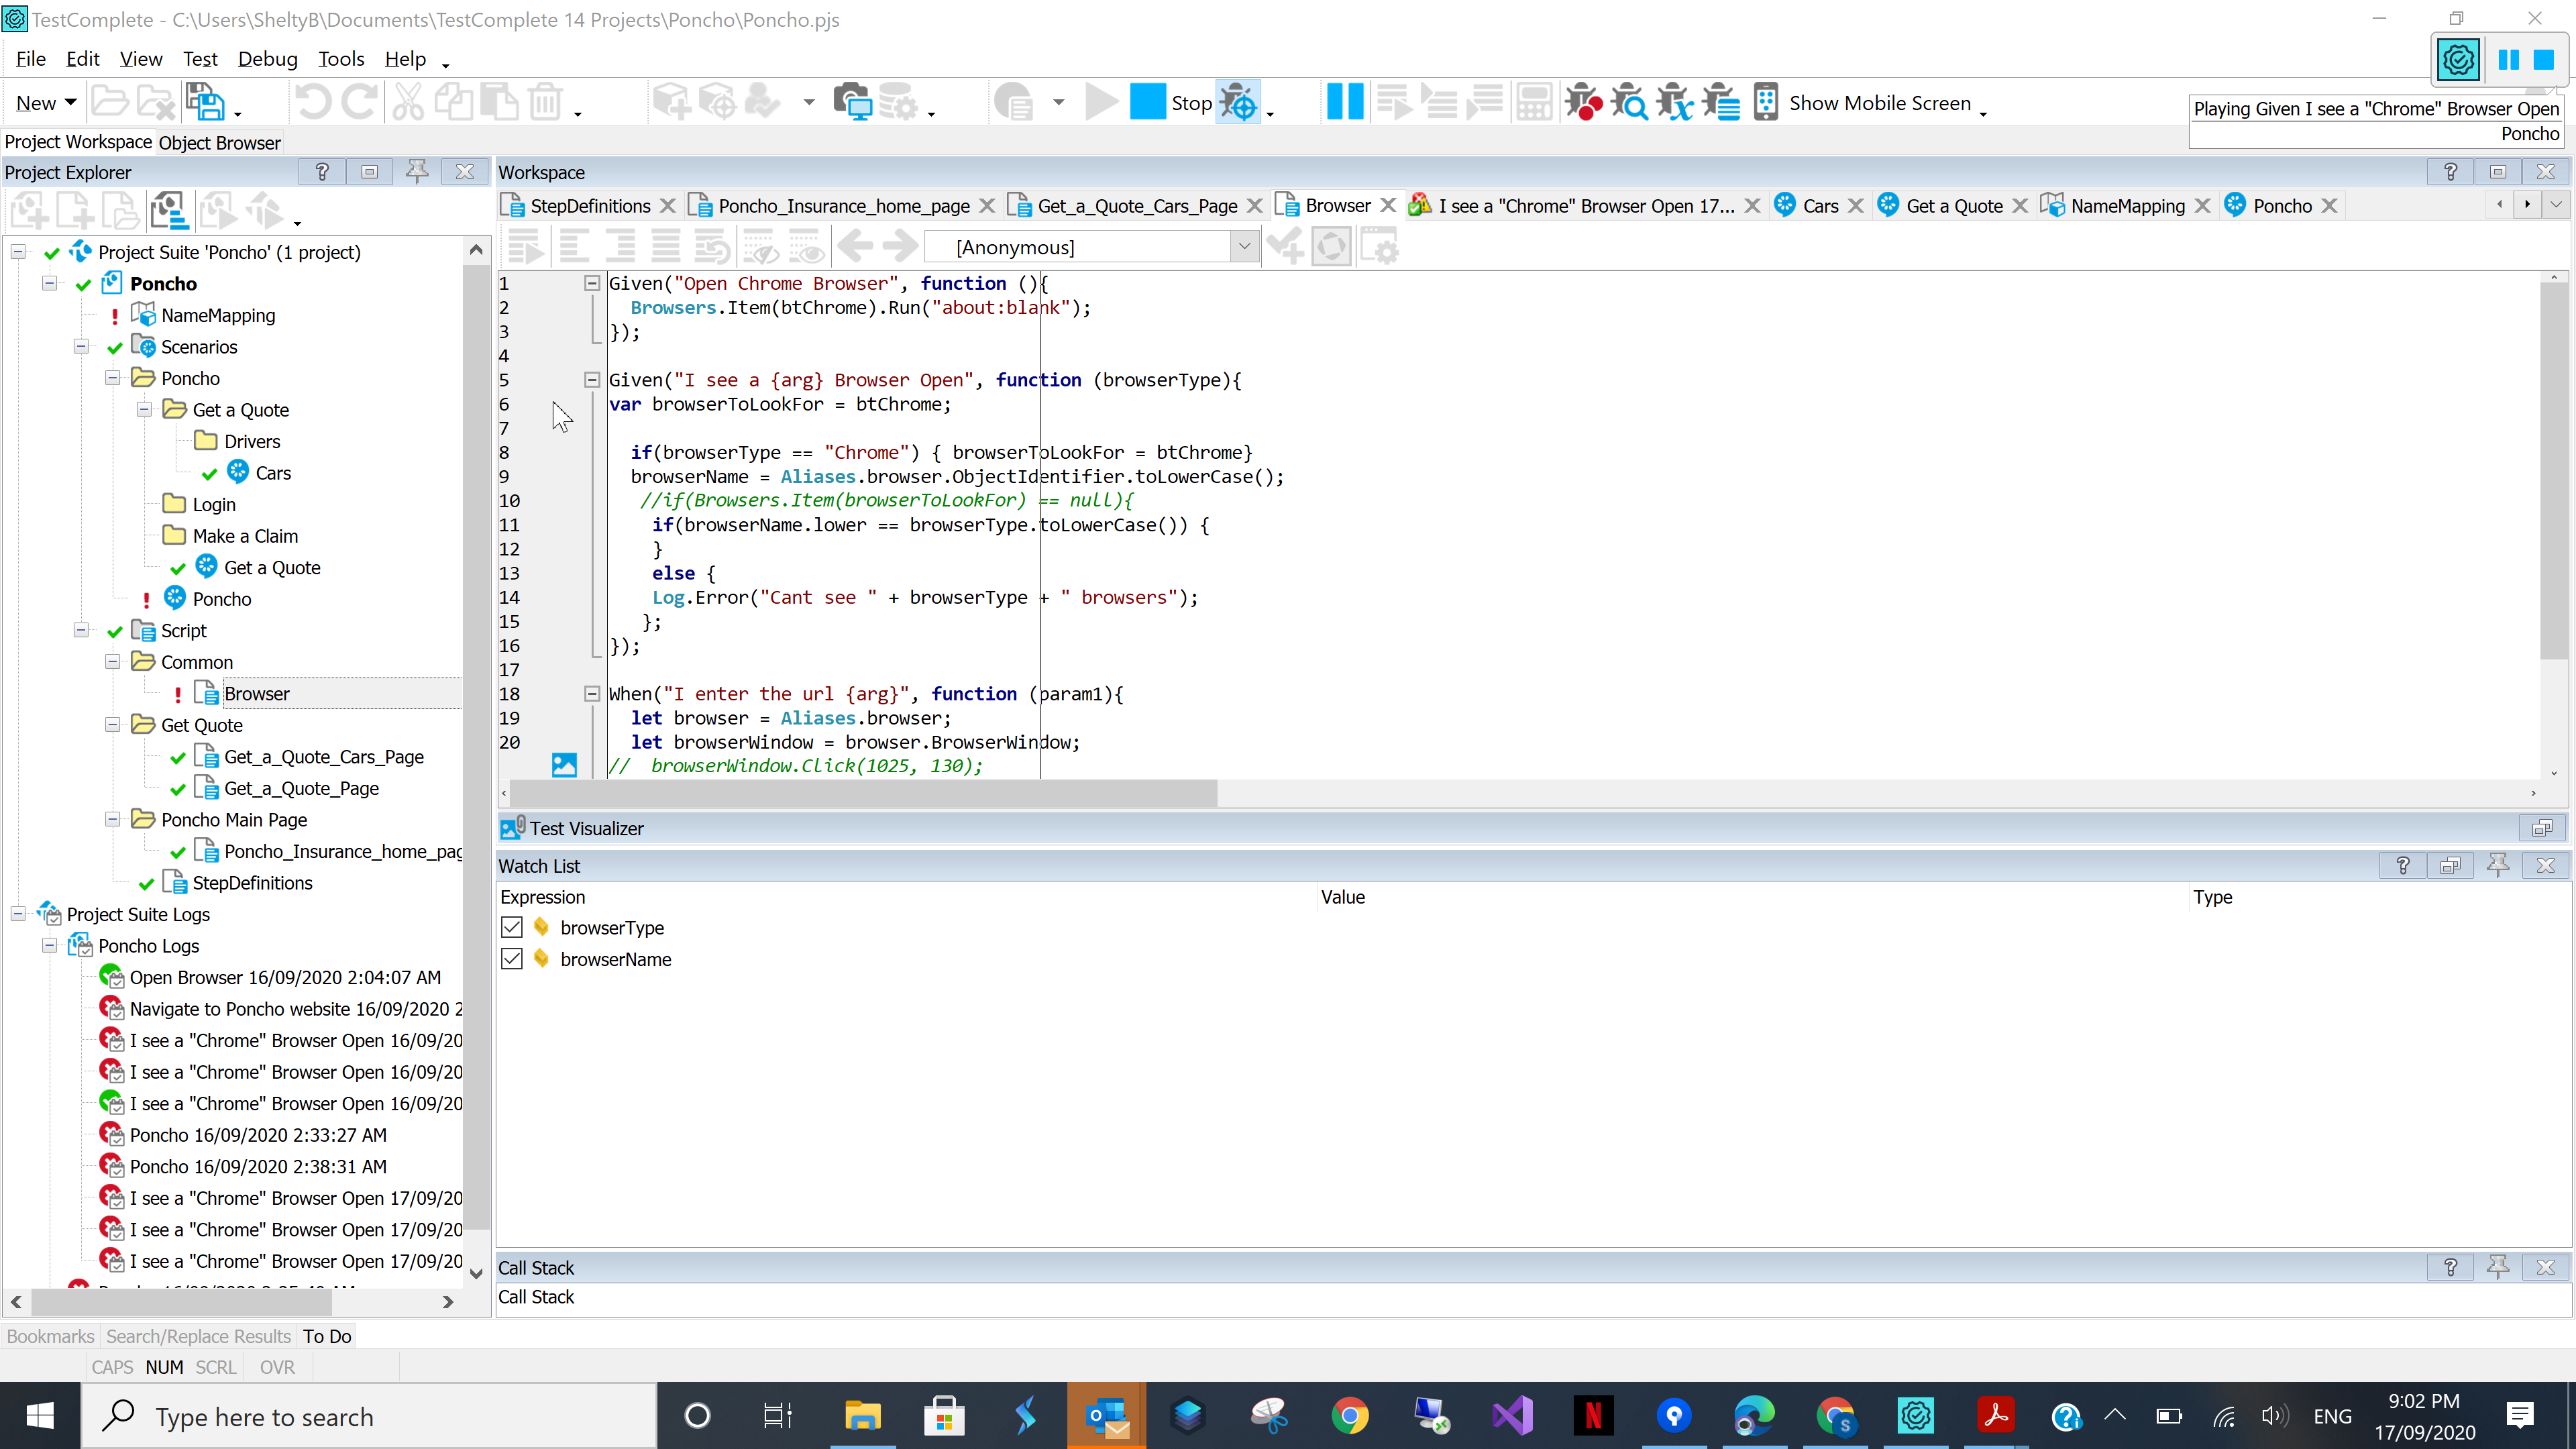 TestComplete - C:\Users\SheltyB\Documents\TestComplete 14 Projects\Poncho\Poncho.pjs
File Edit View Test Debug Tools Help
New Stop Show Mobile Screen
Playing Given I see a "Chrome" Browser Open
Poncho
Project Workspace Object Browser
Project Explorer
Workspace
StepDefinitions Poncho_Insurance_home_page Get_a_Quote_Cars_Page Browser I see a "Chrome" Browser Open 17... Cars Get a Quote NameMapping Poncho
[Anonymous]
Project Suite 'Poncho' (1 project)
Poncho
NameMapping
Scenarios
Poncho
Get a Quote
Drivers
Cars
Login
Make a Claim
Get a Quote
Poncho
Script
Common
Browser
Get Quote
Get_a_Quote_Cars_Page
Get_a_Quote_Page
Poncho Main Page
Poncho_Insurance_home_pag
StepDefinitions
Project Suite Logs
Poncho Logs
Open Browser 16/09/2020 2:04:07 AM
Navigate to Poncho website 16/09/2020 2
I see a "Chrome" Browser Open 16/09/20
I see a "Chrome" Browser Open 16/09/20
I see a "Chrome" Browser Open 16/09/20
Poncho 16/09/2020 2:33:27 AM
Poncho 16/09/2020 2:38:31 AM
I see a "Chrome" Browser Open 17/09/20
I see a "Chrome" Browser Open 17/09/20
I see a "Chrome" Browser Open 17/09/20
1 Given("Open Chrome Browser", function (){
2 Browsers.Item(btChrome).Run("about:blank");
3 });
4
5 Given("I see a {arg} Browser Open", function (browserType){
6 var browserToLookFor = btChrome;
7
8 if(browserType == "Chrome") { browserToLookFor = btChrome}
9 browserName = Aliases.browser.ObjectIdentifier.toLowerCase();
10 //if(Browsers.Item(browserToLookFor) == null){
11 if(browserName.lower == browserType.toLowerCase()) {
12 }
13 else {
14 Log.Error("Cant see " + browserType + " browsers");
15 };
16 });
17
18 When("I enter the url {arg}", function (param1){
19 let browser = Aliases.browser;
20 let browserWindow = browser.BrowserWindow;
// browserWindow.Click(1025, 130);
Test Visualizer
Watch List
Expression Value Type
browserType
browserName
Call Stack
Call Stack
Bookmarks Search/Replace Results To Do
CAPS NUM SCRL OVR
Type here to search
ENG
9:02 PM
17/09/2020